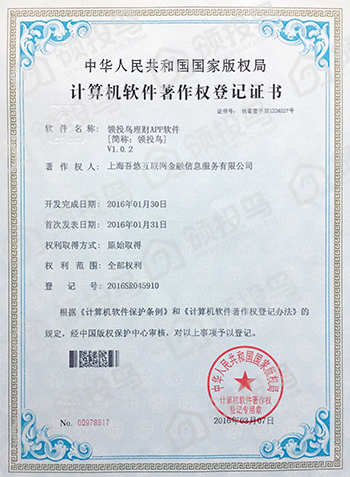 中华人民共和国国家版权局
计算机软件著作权登记证书
证书号： 软著登字第1224527号
软件名称： 领投鸟理财APP软件
[简称：领投鸟]
V1.0.2
著作权人： 上海吾悠互联网金融信息服务有限公司
开发完成日期： 2016年01月30日
首次发表日期： 2016年01月31日
权利取得方式： 原始取得
权利范围： 全部权利
登记号： 2016SR045910
根据《计算机软件保护条例》和《计算机软件著作权登记办法》的
规定，经中国版权保护中心审核，对以上事项予以登记。
中华人民共和国国家版权局
计算机软件著作权
登记专用章
2016年03月07日
No. 00978817
领投鸟